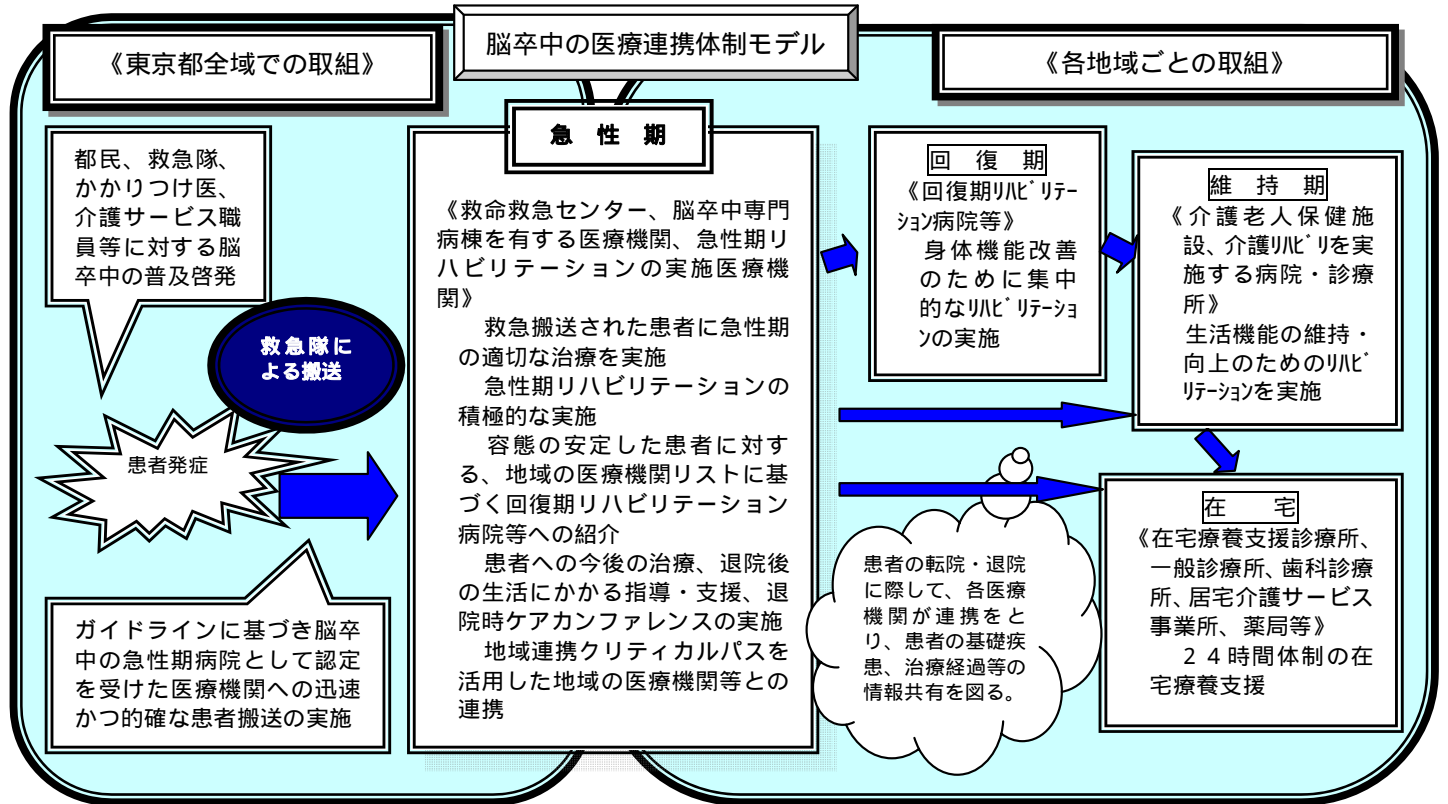 脳卒中の医療連携体制モデル
《東京都全域での取組》
《各地域ごとの取組》
都民、救急隊、
かかりつけ医、
介護サービス職
員等に対する脳
卒中の普及啓発
救急隊に
よる搬送
患者発症
ガイドラインに基づき脳卒
中の急性期病院として認定
を受けた医療機関への迅速
かつ的確な患者搬送の実施
急 性 期
《救命救急センター、脳卒中専門
病棟を有する医療機関、急性期リ
ハビリテーションの実施医療機
関》
救急搬送された患者に急性期
の適切な治療を実施
急性期リハビリテーションの
積極的な実施
容態の安定した患者に対す
る、地域の医療機関リストに基
づく回復期リハビリテーション
病院等への紹介
患者への今後の治療、退院後
の生活にかかる指導・支援、退
院時ケアカンファレンスの実施
地域連携クリティカルパスを
活用した地域の医療機関等との
連携
回 復 期
《回復期ﾘﾊﾋﾞﾘﾃｰ
ｼｮﾝ病院等》
身体機能改善
のために集中
的なﾘﾊﾋﾞﾘﾃｰｼｮ
ﾝの実施
維 持 期
《介護老人保健施
設、介護ﾘﾊﾋﾞﾘを実
施する病院・診療
所》
生活機能の維持・
向上のためのﾘﾊﾋﾞ
ﾘﾃｰｼｮﾝを実施
患者の転院・退院
に際して、各医療
機関が連携をと
り、患者の基礎疾
患、治療経過等の
情報共有を図る。
在 宅
《在宅療養支援診療所、
一般診療所、歯科診療
所、居宅介護サービス
事業所、薬局等》
２４時間体制の在
宅療養支援